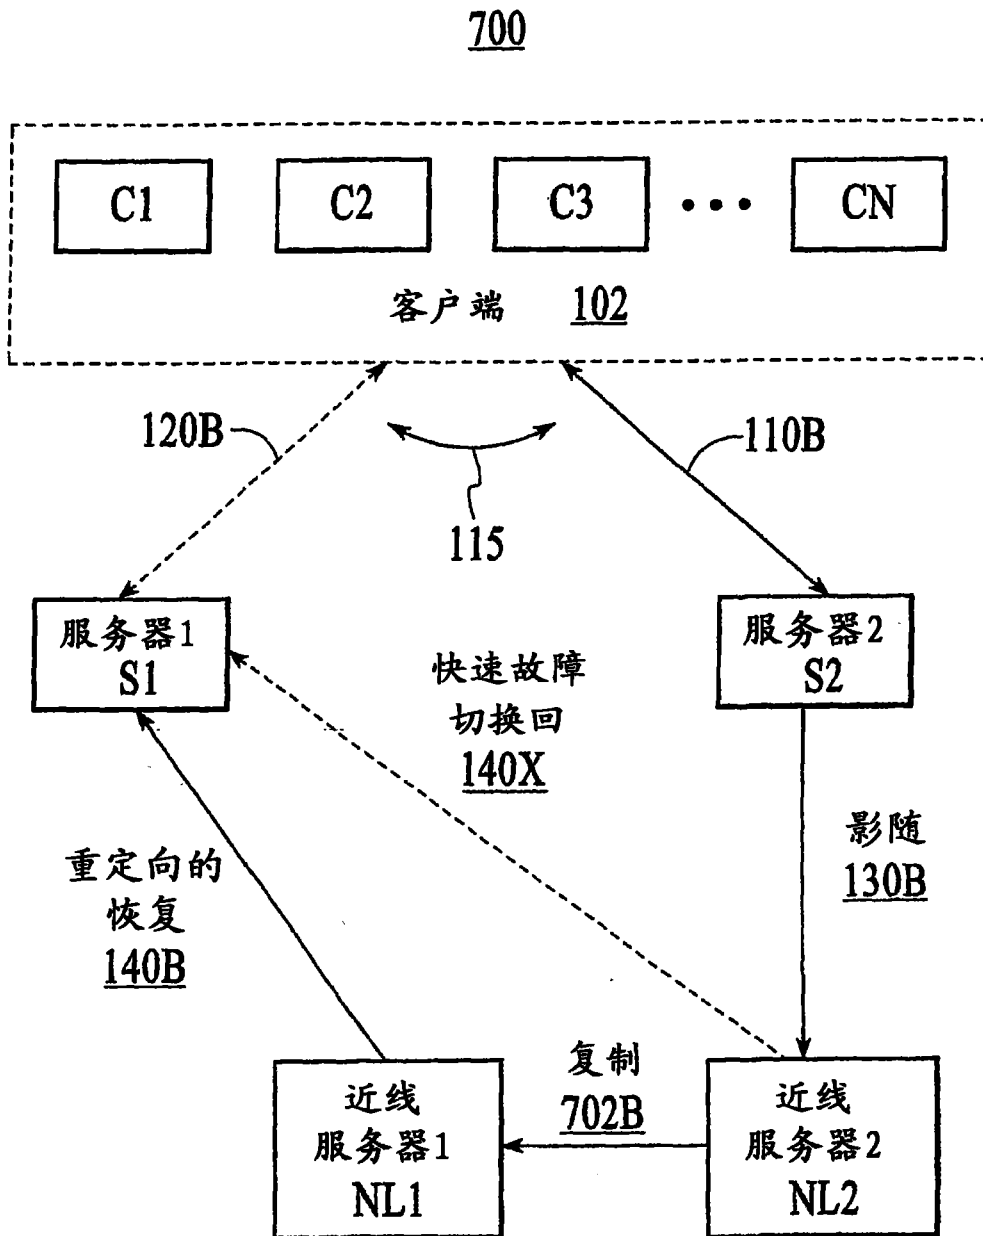 700
C1
C2
C3
•••
CN
客户端 102
120B
110B
115
服务器1
S1
服务器2
S2
快速故障
切换回
140X
影随
130B
重定向的
恢复
140B
复制
702B
近线
服务器1
NL1
近线
服务器2
NL2